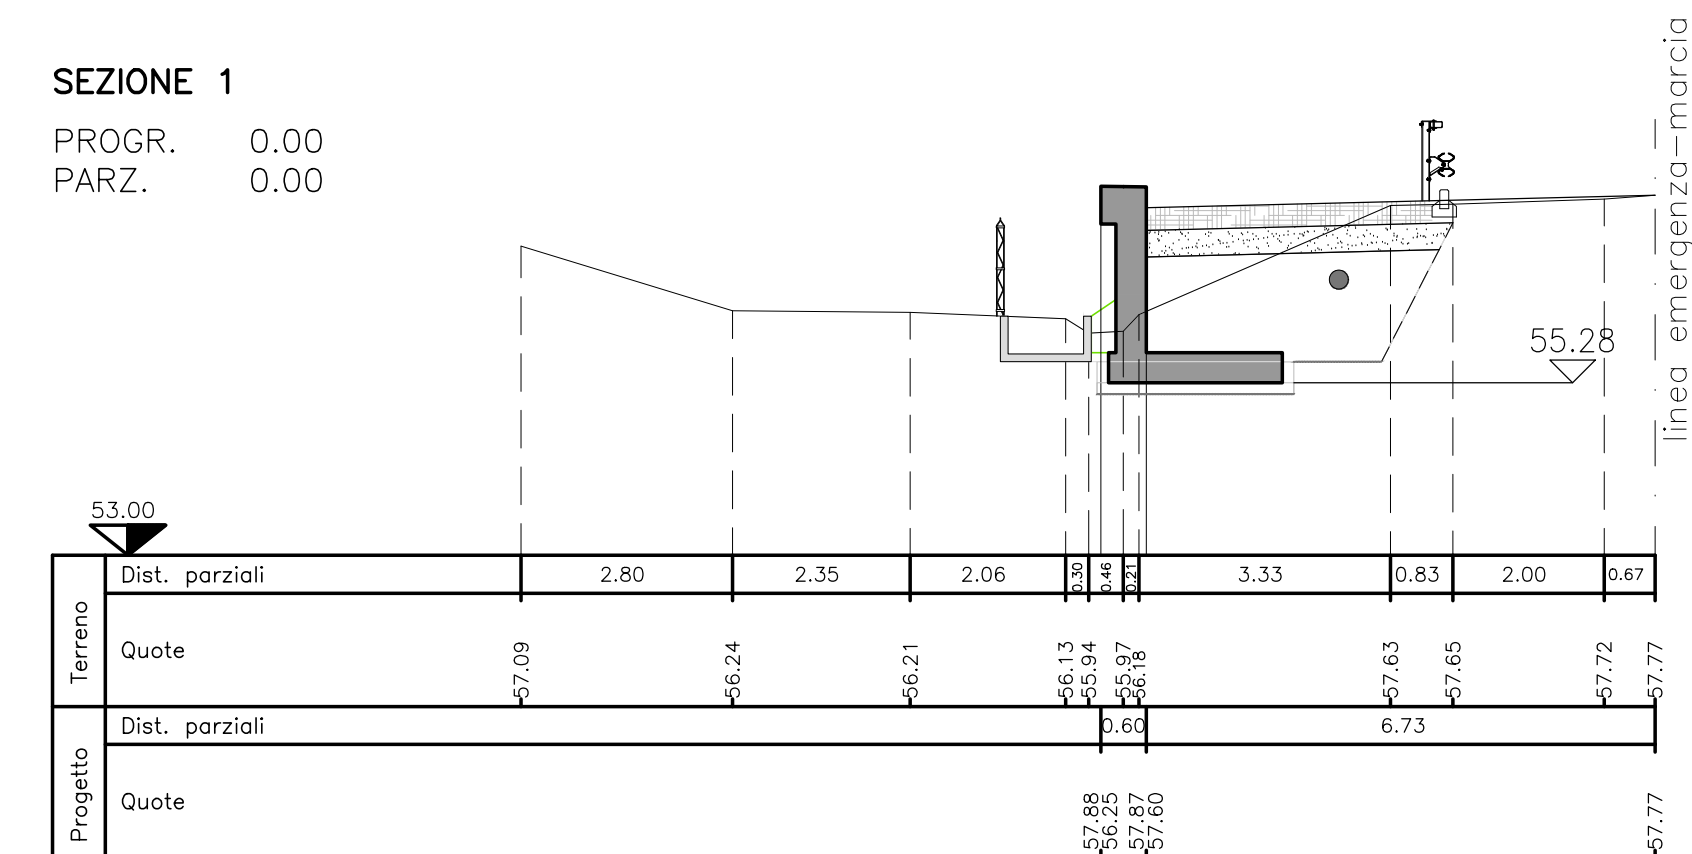 SEZIONE 1
PROGR. 0.00
PARZ. 0.00
linea emergenza-marcia
55.28
53.00
Terreno
Dist. parziali 2.80 2.35 2.06 0.30 0.46 0.21 3.33 0.83 2.00 0.67
Quote 57.09 56.24 56.21 56.13 55.94 55.97 56.18 57.63 57.65 57.72 57.77
Progetto
Dist. parziali 0.60 6.73
Quote 57.88 56.25 57.87 57.60 57.77